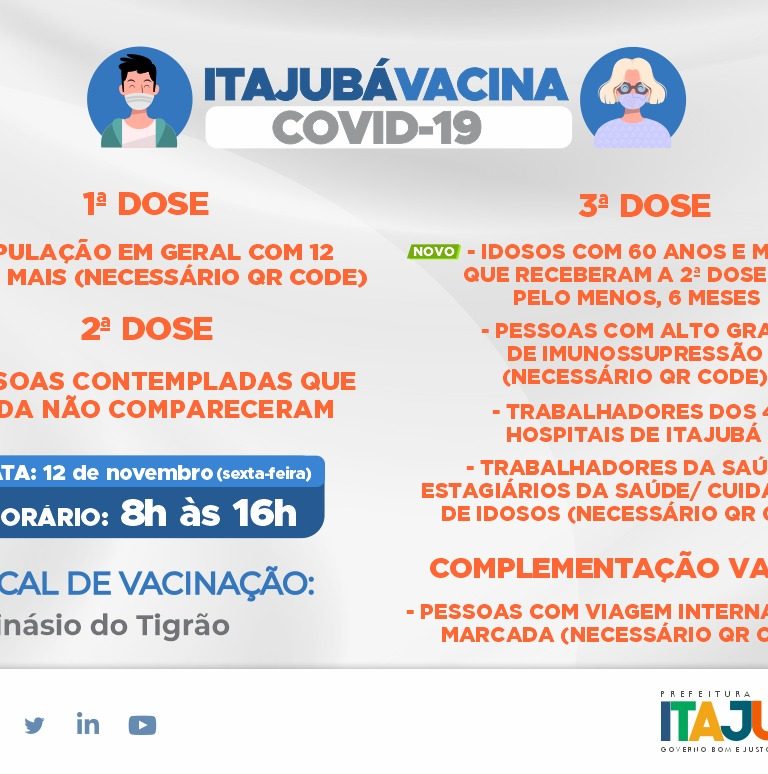 ITAJUBÁVACINA
COVID-19
1ª DOSE
PULAÇÃO EM GERAL COM 12
MAIS (NECESSÁRIO QR CODE)
2ª DOSE
SOAS CONTEMPLADAS QUE
DA NÃO COMPARECERAM
ATA: 12 de novembro (sexta-feira)
ORÁRIO: 8h às 16h
CAL DE VACINAÇÃO:
inásio do Tigrão
3ª DOSE
NOVO - IDOSOS COM 60 ANOS E M
QUE RECEBERAM A 2ª DOSE
PELO MENOS, 6 MESES
- PESSOAS COM ALTO GRA
DE IMUNOSSUPRESSÃO
(NECESSÁRIO QR CODE)
- TRABALHADORES DOS 4
HOSPITAIS DE ITAJUBÁ
- TRABALHADORES DA SAÚ
ESTAGIÁRIOS DA SAÚDE/ CUIDA
DE IDOSOS (NECESSÁRIO QR C
COMPLEMENTAÇÃO VA
- PESSOAS COM VIAGEM INTERNA
MARCADA (NECESSÁRIO QR C
in
PREFEITURA
ITAJU
GOVERNO BOM E JUSTO